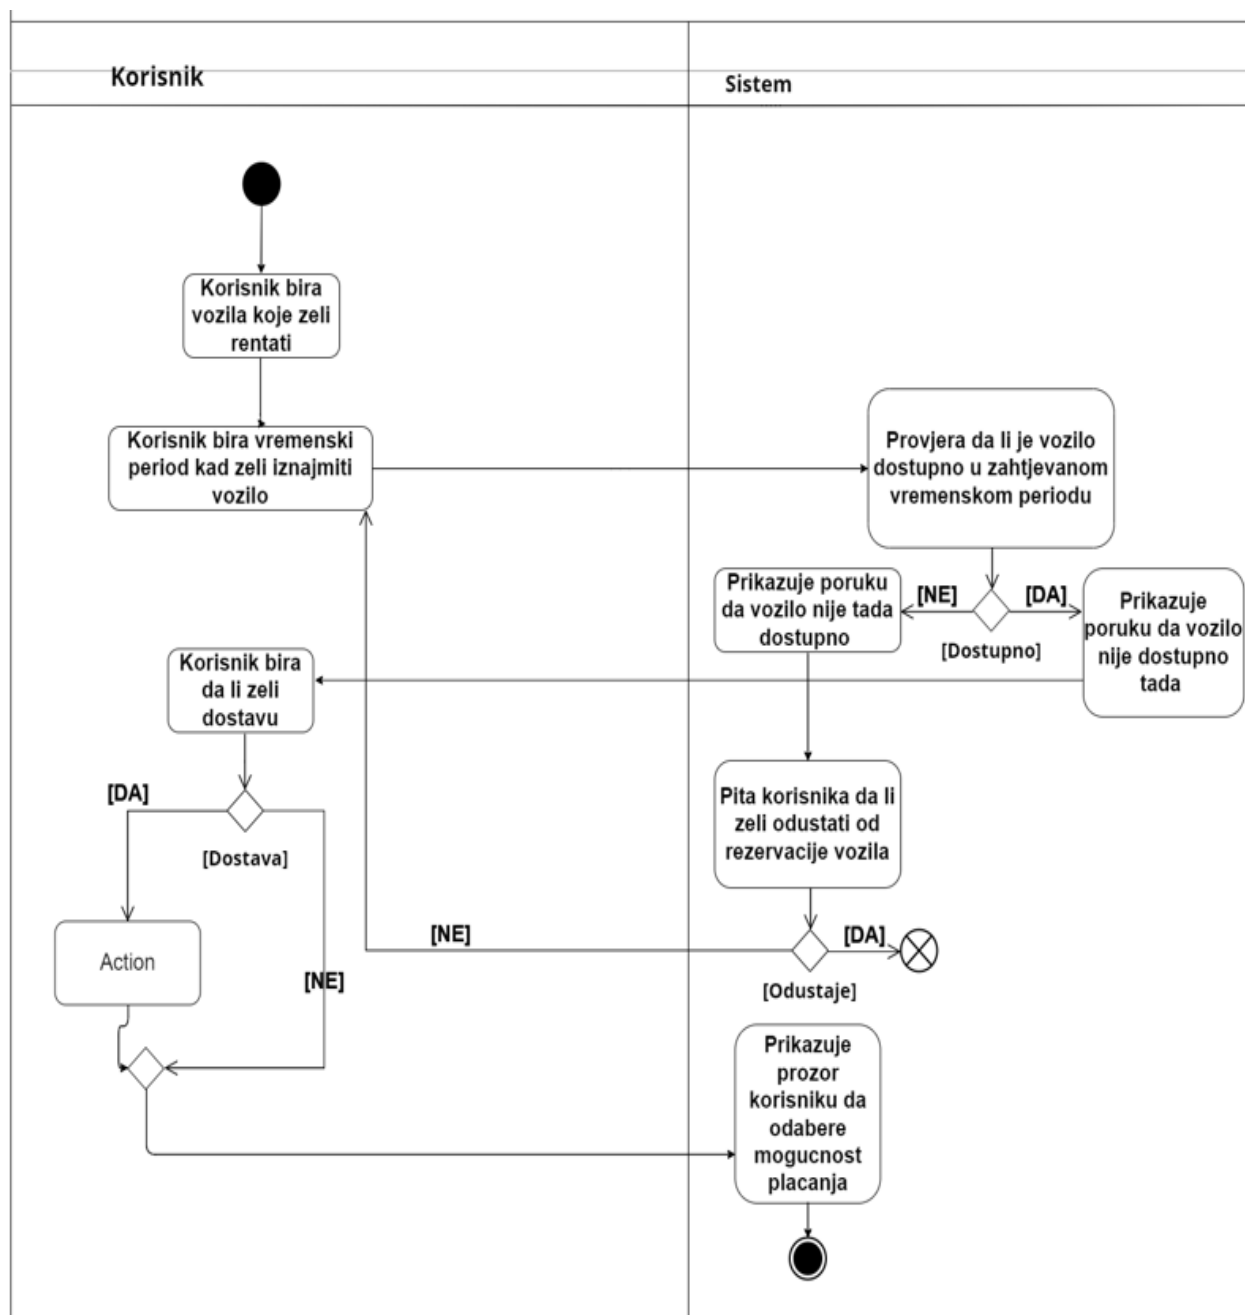 Korisnik
Sistem
Korisnik bira
vozila koje zeli
rentati
Korisnik bira vremenski
period kad zeli iznajmiti
vozilo
Provjera da li je vozilo
dostupno u zahtjevanom
vremenskom periodu
[NE]
[DA]
[Dostupno]
Prikazuje poruku
da vozilo nije tada
dostupno
Prikazuje
poruku da vozilo
nije dostupno
tada
Korisnik bira
da li zeli
dostavu
[DA]
[Dostava]
[NE]
Action
Pita korisnika da li
zeli odustati od
rezervacije vozila
[NE]
[DA]
[Odustaje]
Prikazuje
prozor
korisniku da
odabere
mogucnost
placanja